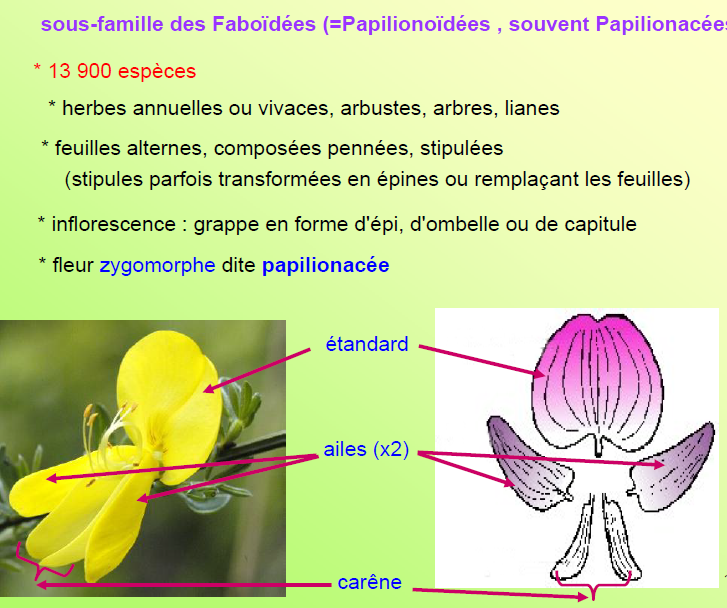 sous-famille des Faboïdées (=Papilionoïdées , souvent Papilionacées
* 13 900 espèces
* herbes annuelles ou vivaces, arbustes, arbres, lianes
* feuilles alternes, composées pennées, stipulées
(stipules parfois transformées en épines ou remplaçant les feuilles)
* inflorescence : grappe en forme d'épi, d'ombelle ou de capitule
* fleur zygomorphe dite papilionacée
étandard
ailes (x2)
carêne